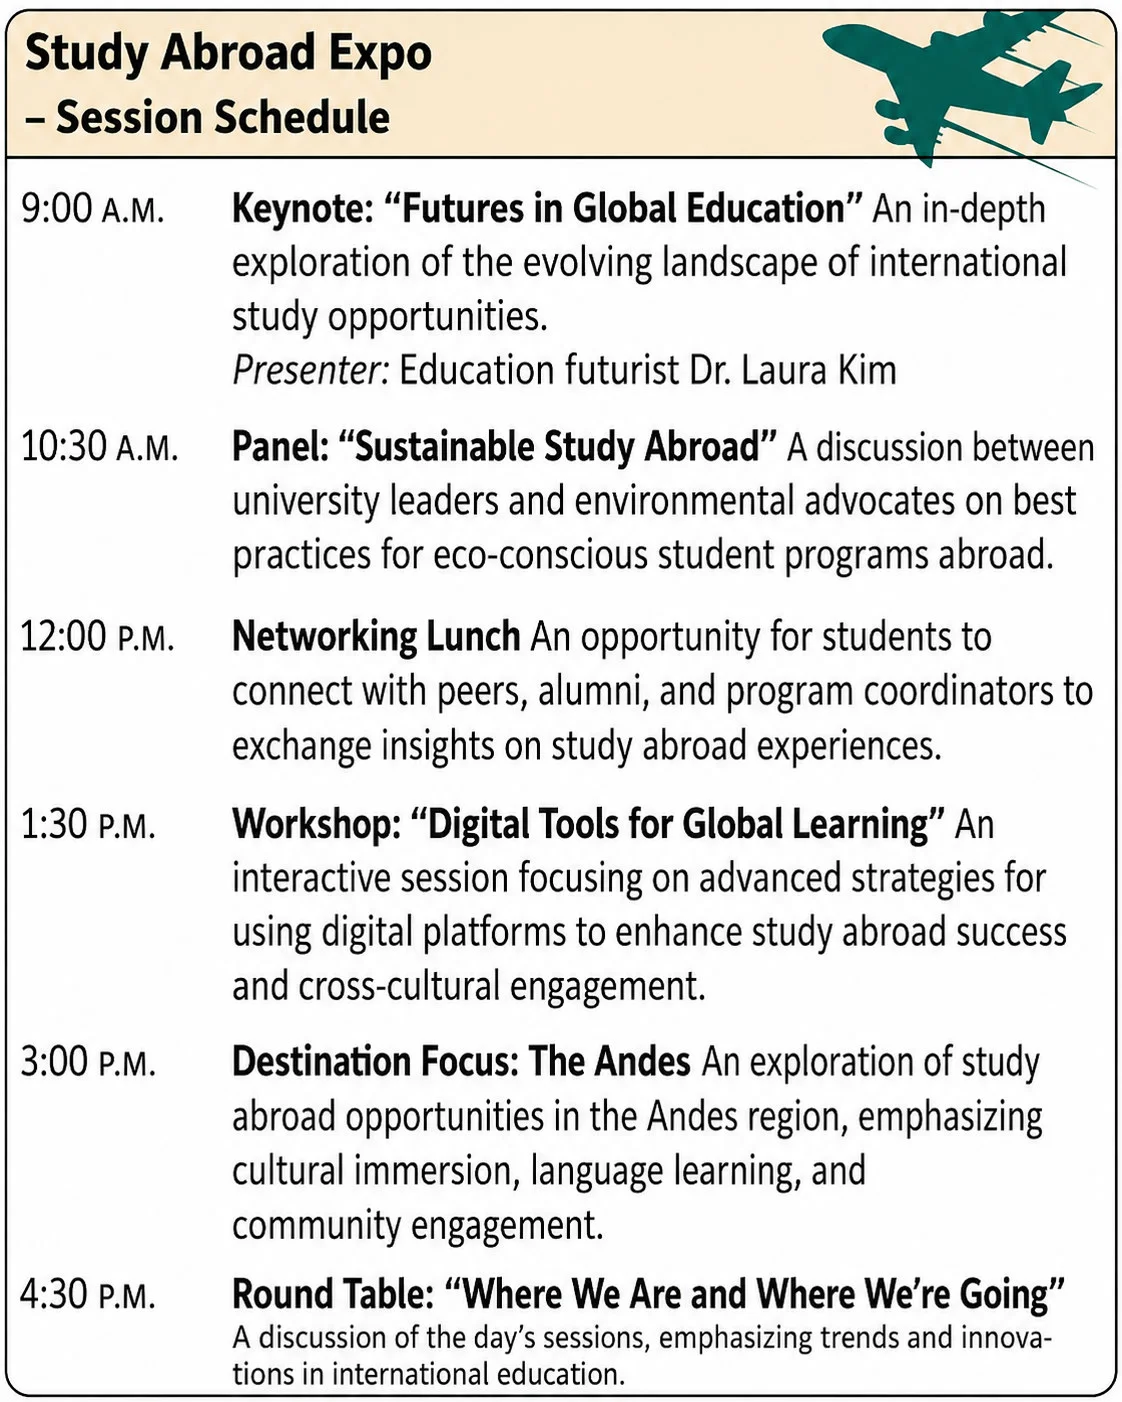 Study Abroad Expo
– Session Schedule
9:00 A.M. Keynote: “Futures in Global Education” An in-depth
exploration of the evolving landscape of international
study opportunities.
Presenter: Education futurist Dr. Laura Kim
10:30 A.M. Panel: “Sustainable Study Abroad” A discussion between
university leaders and environmental advocates on best
practices for eco-conscious student programs abroad.
12:00 P.M. Networking Lunch An opportunity for students to
connect with peers, alumni, and program coordinators to
exchange insights on study abroad experiences.
1:30 P.M. Workshop: “Digital Tools for Global Learning” An
interactive session focusing on advanced strategies for
using digital platforms to enhance study abroad success
and cross-cultural engagement.
3:00 P.M. Destination Focus: The Andes An exploration of study
abroad opportunities in the Andes region, emphasizing
cultural immersion, language learning, and
community engagement.
4:30 P.M. Round Table: “Where We Are and Where We’re Going”
A discussion of the day’s sessions, emphasizing trends and innova-
tions in international education.